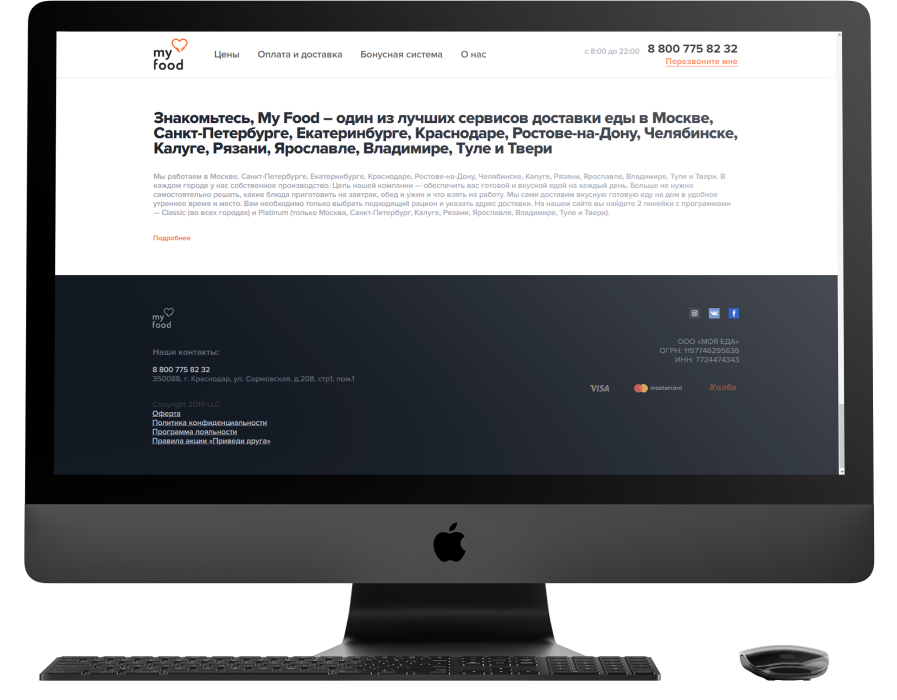 my
food
Цены Оплата и доставка Бонусная система О нас
с 8:00 до 22:00 8 800 775 82 32
Перезвоните мне
Знакомьтесь, My Food – один из лучших сервисов доставки еды в Москве,
Санкт-Петербурге, Екатеринбурге, Краснодаре, Ростове-на-Дону, Челябинске,
Калуге, Рязани, Ярославле, Владимире, Туле и Твери
Мы работаем в Москве, Санкт-Петербурге, Екатеринбурге, Краснодаре, Ростове-на-Дону, Челябинске, Калуге, Рязани, Ярославле, Владимире, Туле и Твери. В
каждом городе у нас собственное производство. Цель нашей компании — обеспечить вас готовой и вкусной едой на каждый день. Больше не нужно
самостоятельно решать, какие блюда приготовить на завтрак, обед и ужин и что взять на работу. Мы сами доставим вкусную готовую еду на дом в удобное
утреннее время и место. Вам необходимо только выбрать подходящий рацион и указать адрес доставки. На нашем сайте вы найдете 2 линейки с программами
— Classic (во всех городах) и Platinum (только Москва, Санкт-Петербург, Калуге, Рязани, Ярославле, Владимире, Туле и Твери).
Подробнее
my
food
Наши контакты:
8 800 775 82 32
350088, г. Краснодар, ул. Сормовская, д.208, стр1, пом.1
Copyright 2019 LLC
Оферта
Политика конфиденциальности
Программа лояльности
Правила акции «Приведи друга»
ООО «МОЯ ЕДА»
ОГРН: 1197746295636
ИНН: 7724474343
VISA mastercard Халва